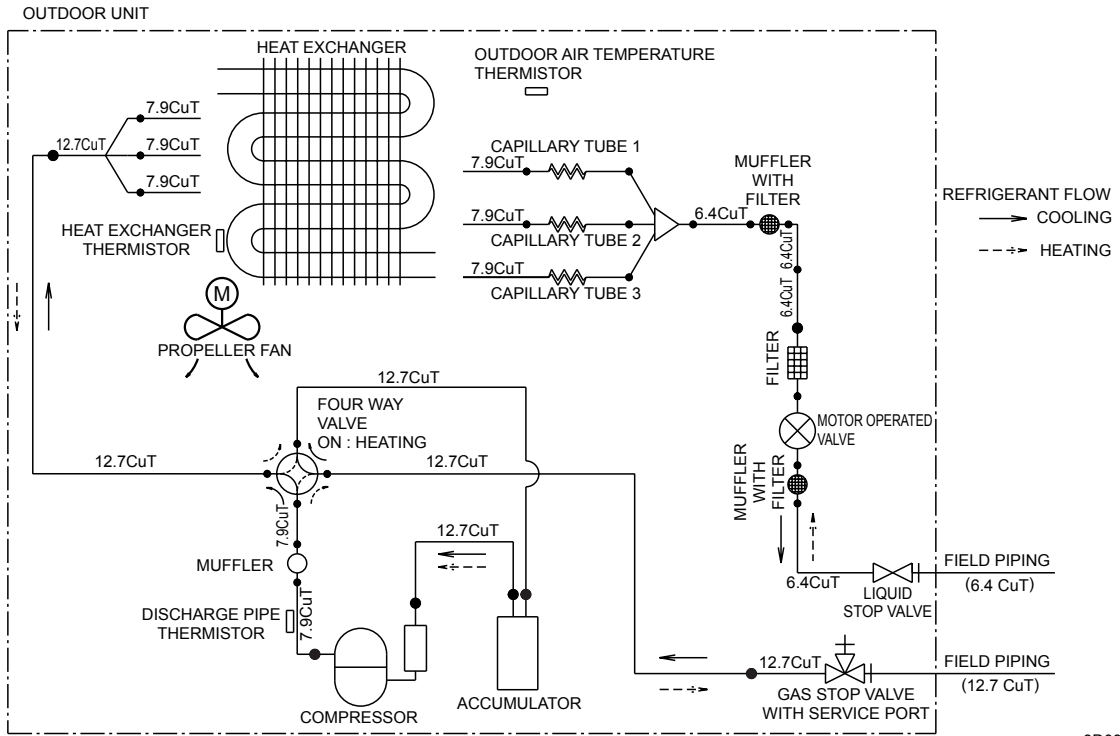 OUTDOOR UNIT
HEAT EXCHANGER
OUTDOOR AIR TEMPERATURE
THERMISTOR
7.9CuT
12.7CuT
7.9CuT
7.9CuT
HEAT EXCHANGER
THERMISTOR
M
PROPELLER FAN
CAPILLARY TUBE 1
7.9CuT
7.9CuT
CAPILLARY TUBE 2
7.9CuT
CAPILLARY TUBE 3
6.4CuT
MUFFLER
WITH
FILTER
6.4CuT
6.4CuT
FILTER
MOTOR OPERATED
VALVE
MUFFLER
WITH
FILTER
6.4CuT
LIQUID
STOP VALVE
FIELD PIPING
(6.4 CuT)
REFRIGERANT FLOW
COOLING
HEATING
12.7CuT
FOUR WAY
VALVE
ON : HEATING
12.7CuT
12.7CuT
7.9CuT
MUFFLER
12.7CuT
DISCHARGE PIPE
THERMISTOR
7.9CuT
COMPRESSOR
ACCUMULATOR
12.7CuT
GAS STOP VALVE
WITH SERVICE PORT
FIELD PIPING
(12.7 CuT)